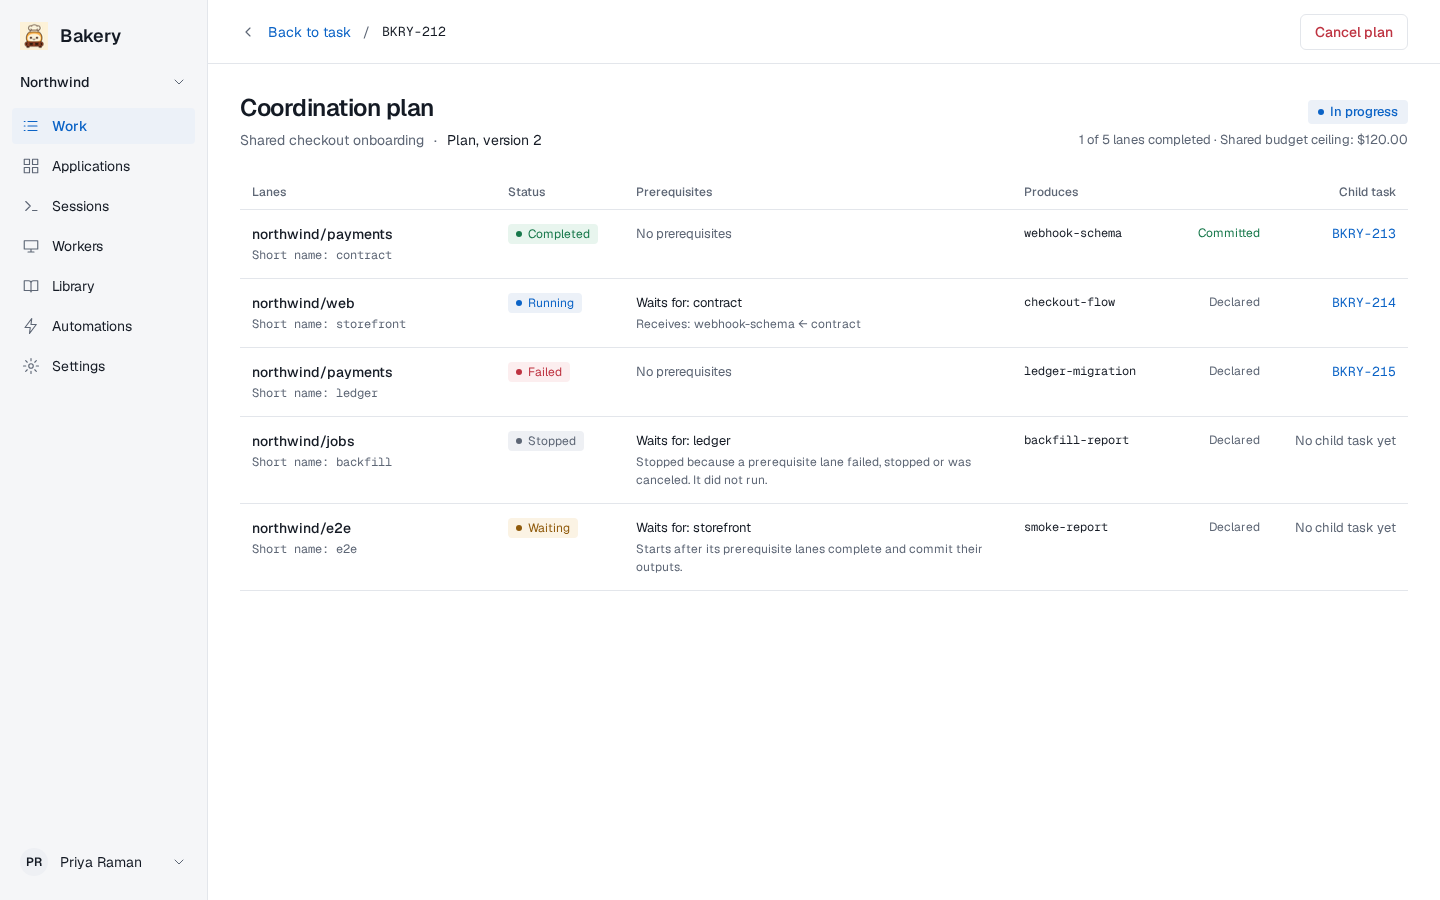 Bakery
Northwind
Work
Applications
Sessions
Workers
Library
Automations
Settings
PR Priya Raman
Back to task / BKRY-212
Cancel plan
Coordination plan
In progress
Shared checkout onboarding · Plan, version 2
1 of 5 lanes completed · Shared budget ceiling: $120.00
Lanes Status Prerequisites Produces Child task
northwind/payments Completed No prerequisites webhook-schema Committed BKRY-213
Short name: contract
northwind/web Running Waits for: contract checkout-flow Declared BKRY-214
Short name: storefront Receives: webhook-schema ← contract
northwind/payments Failed No prerequisites ledger-migration Declared BKRY-215
Short name: ledger
northwind/jobs Stopped Waits for: ledger backfill-report Declared No child task yet
Short name: backfill Stopped because a prerequisite lane failed, stopped or was
canceled. It did not run.
northwind/e2e Waiting Waits for: storefront smoke-report Declared No child task yet
Short name: e2e Starts after its prerequisite lanes complete and commit their
outputs.